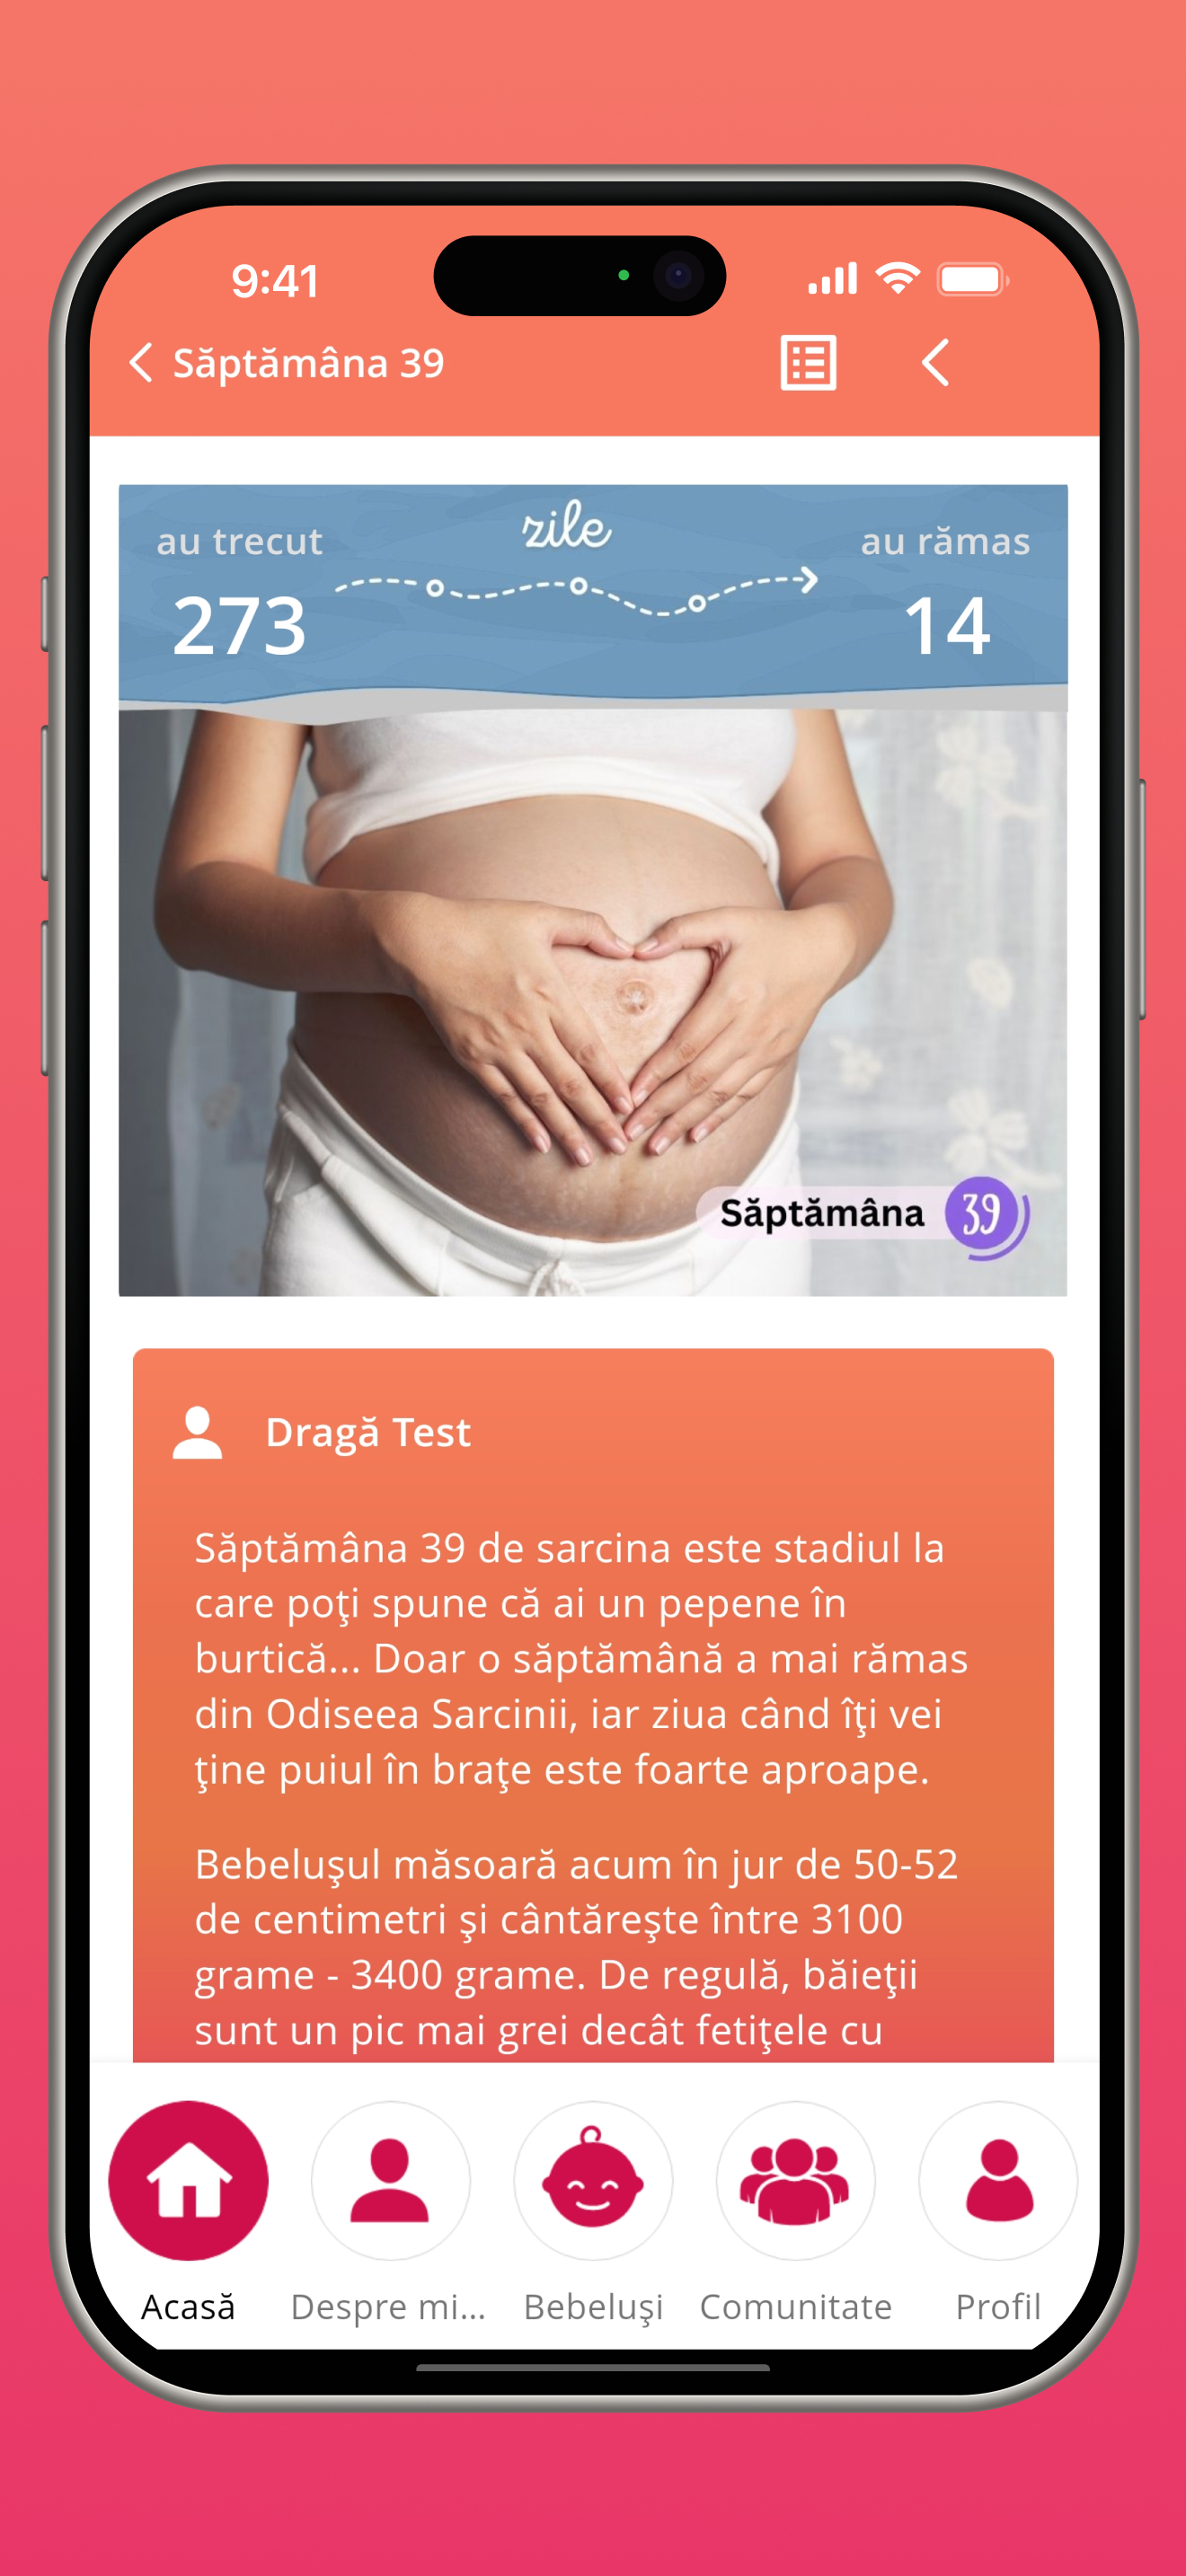 9:41
Săptămâna 39
zile
au trecut
au rămas
273
14
Săptămâna 39
Dragă Test
Săptămâna 39 de sarcina este stadiul la
care poţi spune că ai un pepene în
burtică... Doar o săptămână a mai rămas
din Odiseea Sarcinii, iar ziua când îţi vei
ţine puiul în braţe este foarte aproape.
Bebeluşul măsoară acum în jur de 50-52
de centimetri şi cântăreşte între 3100
grame - 3400 grame. De regulă, băieţii
sunt un pic mai grei decât fetiţele cu
Acasă
Despre mi...
Bebeluşi
Comunitate
Profil